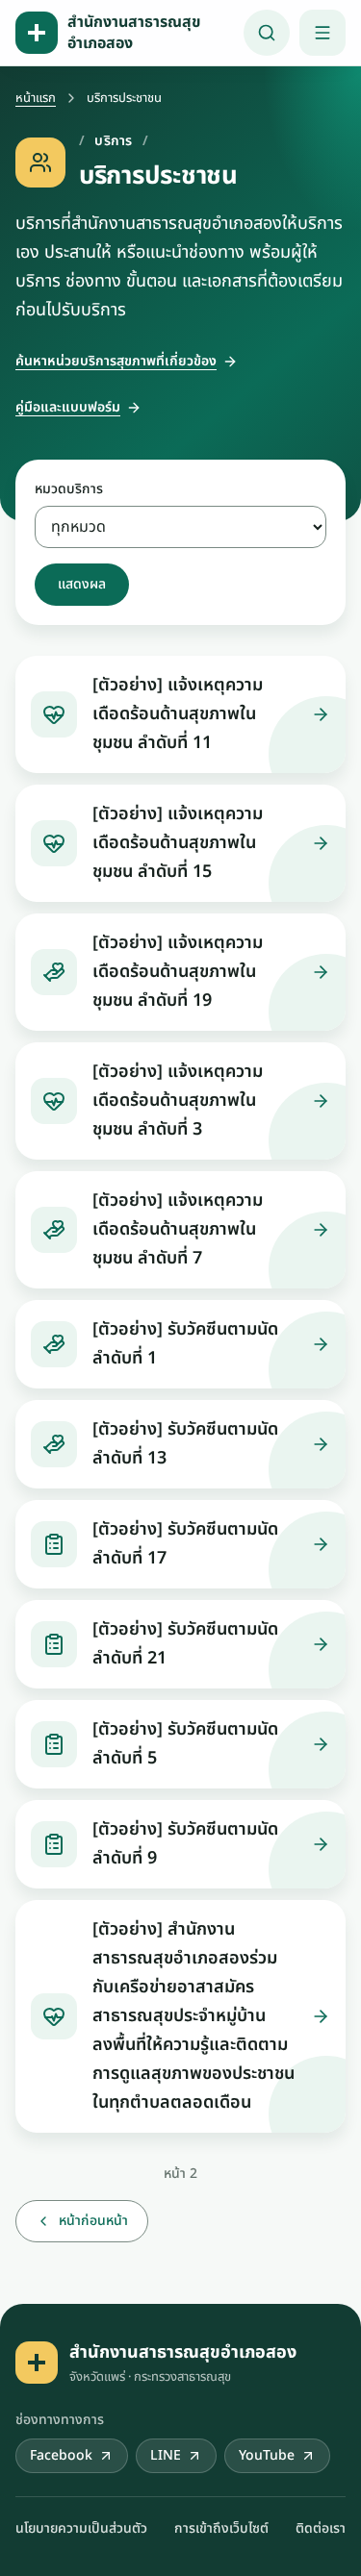 สำนักงานสาธารณสุข
อำเภอสอง
หน้าแรก
บริการประชาชน
/ บริการ /
บริการประชาชน
บริการที่สำนักงานสาธารณสุขอำเภอสองให้บริการ
เอง ประสานให้ หรือแนะนำช่องทาง พร้อมผู้ให้
บริการ ช่องทาง ขั้นตอน และเอกสารที่ต้องเตรียม
ก่อนไปรับบริการ
ค้นหาหน่วยบริการสุขภาพที่เกี่ยวข้อง
คู่มือและแบบฟอร์ม
หมวดบริการ
ทุกหมวด
แสดงผล
[ตัวอย่าง] แจ้งเหตุความ
เดือดร้อนด้านสุขภาพใน
ชุมชน ลำดับที่ 11
[ตัวอย่าง] แจ้งเหตุความ
เดือดร้อนด้านสุขภาพใน
ชุมชน ลำดับที่ 15
[ตัวอย่าง] แจ้งเหตุความ
เดือดร้อนด้านสุขภาพใน
ชุมชน ลำดับที่ 19
[ตัวอย่าง] แจ้งเหตุความ
เดือดร้อนด้านสุขภาพใน
ชุมชน ลำดับที่ 3
[ตัวอย่าง] แจ้งเหตุความ
เดือดร้อนด้านสุขภาพใน
ชุมชน ลำดับที่ 7
[ตัวอย่าง] รับวัคซีนตามนัด
ลำดับที่ 1
[ตัวอย่าง] รับวัคซีนตามนัด
ลำดับที่ 13
[ตัวอย่าง] รับวัคซีนตามนัด
ลำดับที่ 17
[ตัวอย่าง] รับวัคซีนตามนัด
ลำดับที่ 21
[ตัวอย่าง] รับวัคซีนตามนัด
ลำดับที่ 5
[ตัวอย่าง] รับวัคซีนตามนัด
ลำดับที่ 9
[ตัวอย่าง] สำนักงาน
สาธารณสุขอำเภอสองร่วม
กับเครือข่ายอาสาสมัคร
สาธารณสุขประจำหมู่บ้าน
ลงพื้นที่ให้ความรู้และติดตาม
การดูแลสุขภาพของประชาชน
ในทุกตำบลตลอดเดือน
หน้า 2
หน้าก่อนหน้า
สำนักงานสาธารณสุขอำเภอสอง
จังหวัดแพร่ · กระทรวงสาธารณสุข
ช่องทางทางการ
Facebook
LINE
YouTube
นโยบายความเป็นส่วนตัว
การเข้าถึงเว็บไซต์
ติดต่อเรา